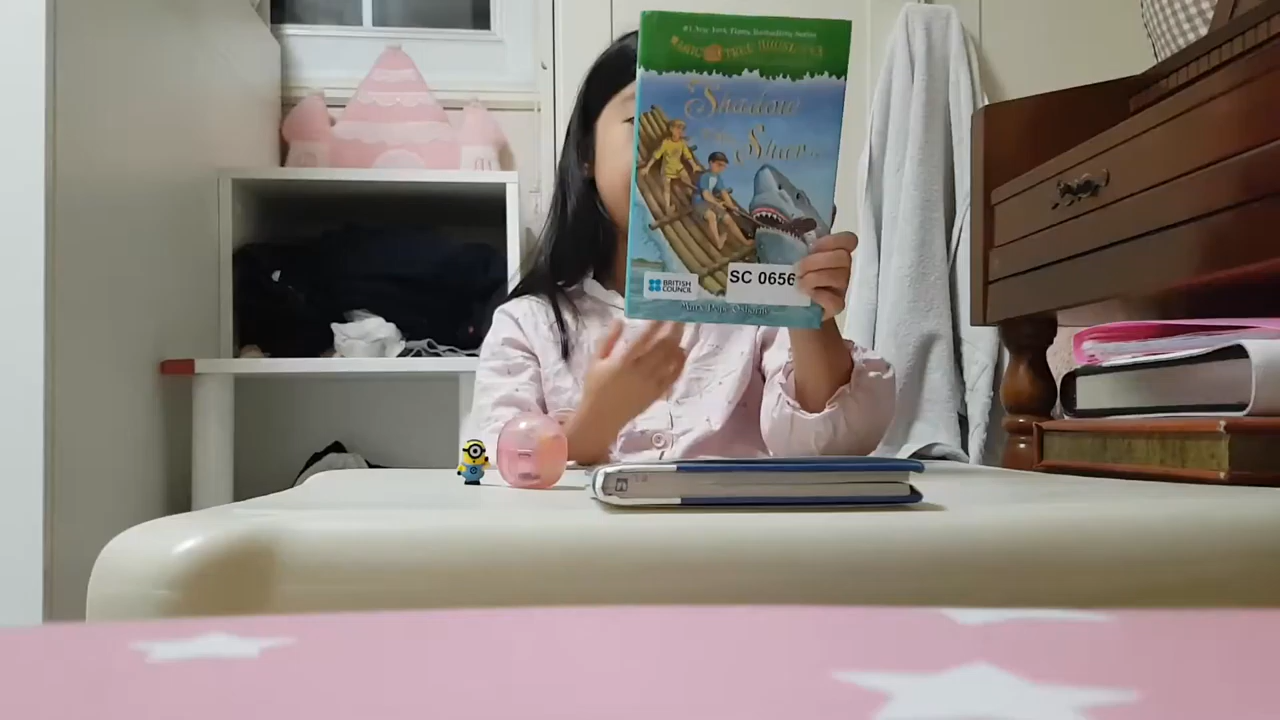 #1 New York Times Bestselling Series
MAGIC TREE HOUSE
Shadow
Shar
SC 0656
BRITISH
COUNCIL
Mary Pope Osborne